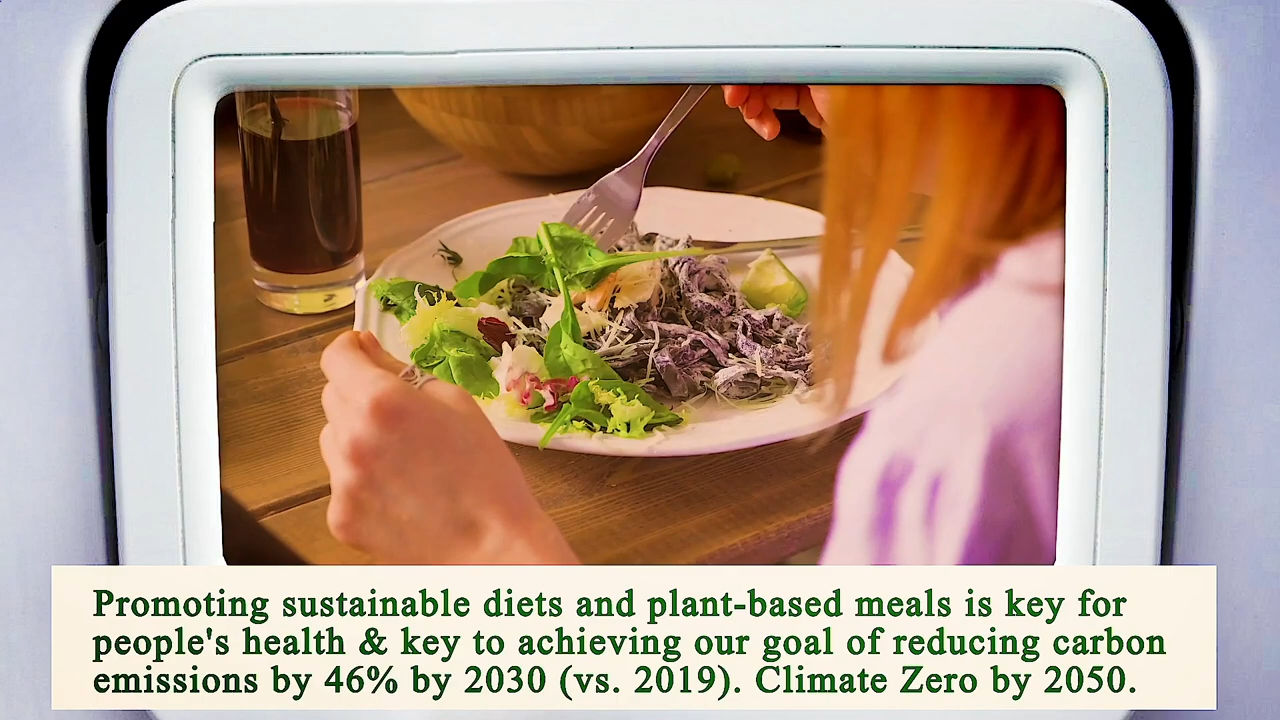 Promoting sustainable diets and plant-based meals is key for
people's health & key to achieving our goal of reducing carbon
emissions by 46% by 2030 (vs. 2019). Climate Zero by 2050.